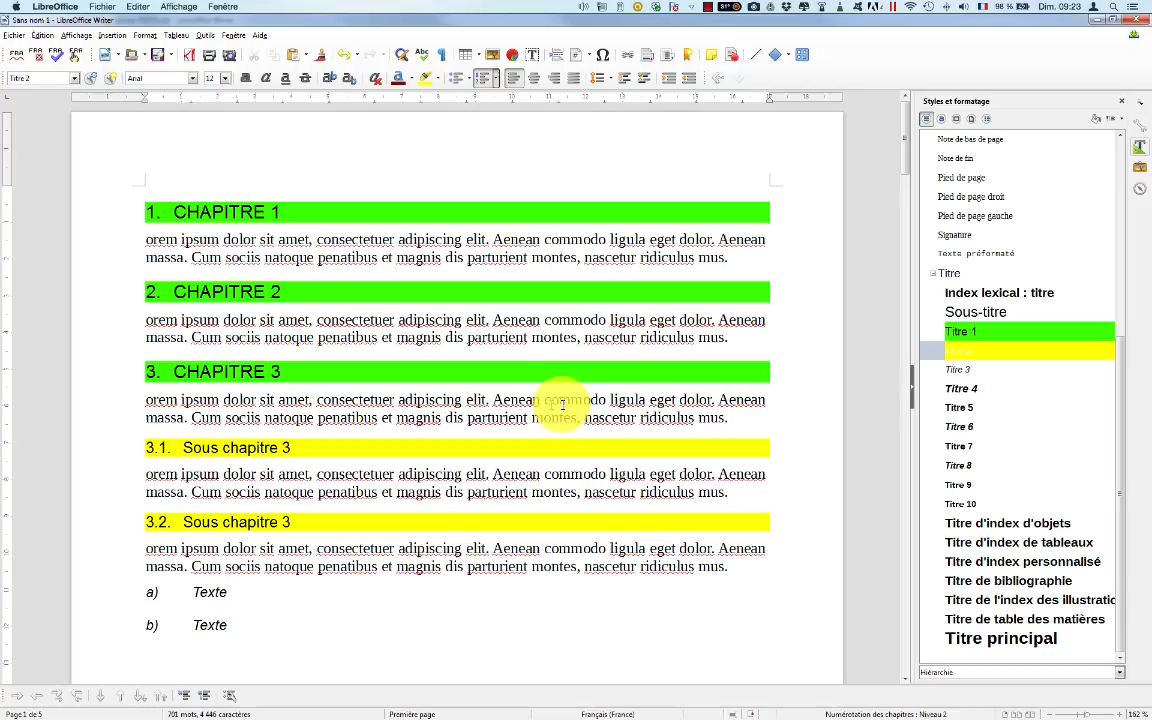 LibreOffice
Fichier
Modifier
Affichage
Fenêtre
31°
98 %
Dim. 09:23
Sans nom 1 - LibreOffice Writer
Fichier Édition Affichage Insertion Format Tableau Outils Fenêtre Aide
Titre 2
Arial
12
Styles et formatage
Note de bas de page
Note de fin
Pied de page
Pied de page droit
Pied de page gauche
Signature
Texte préformaté
Titre
Index lexical : titre
Sous-titre
Titre 1
Titre 3
Titre 4
Titre 5
Titre 6
Titre 7
Titre 8
Titre 9
Titre 10
Titre d'index d'objets
Titre d'index de tableaux
Titre d'index personnalisé
Titre de bibliographie
Titre de l'index des illustratio
Titre de table des matières
Titre principal
Hiérarchie
1. CHAPITRE 1
orem ipsum dolor sit amet, consectetuer adipiscing elit. Aenean commodo ligula eget dolor. Aenean
massa. Cum sociis natoque penatibus et magnis dis parturient montes, nascetur ridiculus mus.
2. CHAPITRE 2
orem ipsum dolor sit amet, consectetuer adipiscing elit. Aenean commodo ligula eget dolor. Aenean
massa. Cum sociis natoque penatibus et magnis dis parturient montes, nascetur ridiculus mus.
3. CHAPITRE 3
orem ipsum dolor sit amet, consectetuer adipiscing elit. Aenean commodo ligula eget dolor. Aenean
massa. Cum sociis natoque penatibus et magnis dis parturient montes, nascetur ridiculus mus.
3.1. Sous chapitre 3
orem ipsum dolor sit amet, consectetuer adipiscing elit. Aenean commodo ligula eget dolor. Aenean
massa. Cum sociis natoque penatibus et magnis dis parturient montes, nascetur ridiculus mus.
3.2. Sous chapitre 3
orem ipsum dolor sit amet, consectetuer adipiscing elit. Aenean commodo ligula eget dolor. Aenean
massa. Cum sociis natoque penatibus et magnis dis parturient montes, nascetur ridiculus mus.
a) Texte
b) Texte
Page 1 de 5
701 mots, 4 446 caractères
Première page
Français (France)
Numérotation des chapitres : Niveau 2
162 %